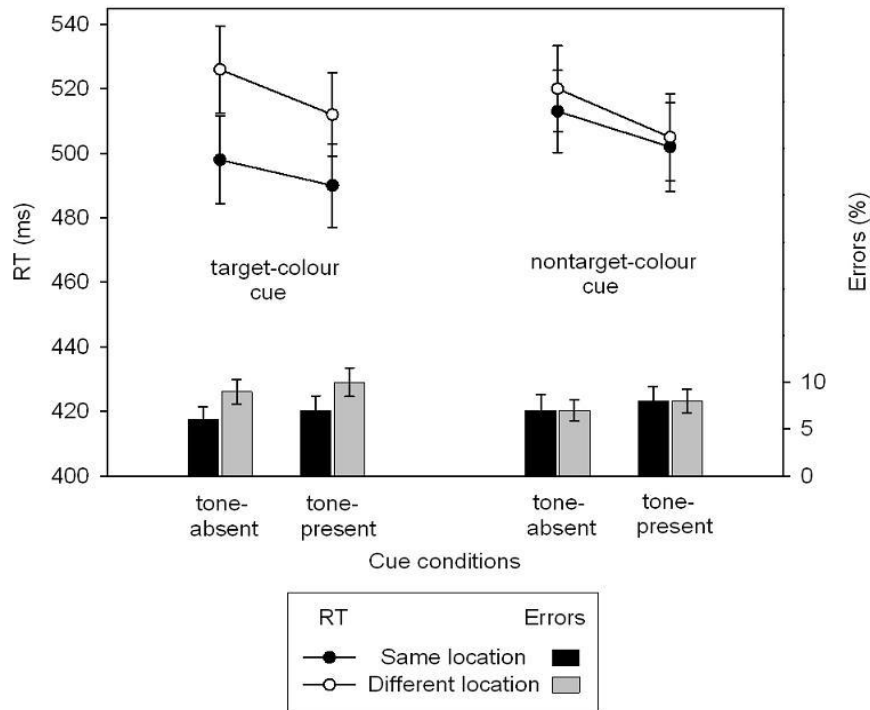 540
520
500
480
460
440
420
400
RT (ms)
target-colour
cue
nontarget-colour
cue
10
5
0
Errors (%)
tone-
absent
tone-
present
tone-
absent
tone-
present
Cue conditions
RT Errors
Same location
Different location